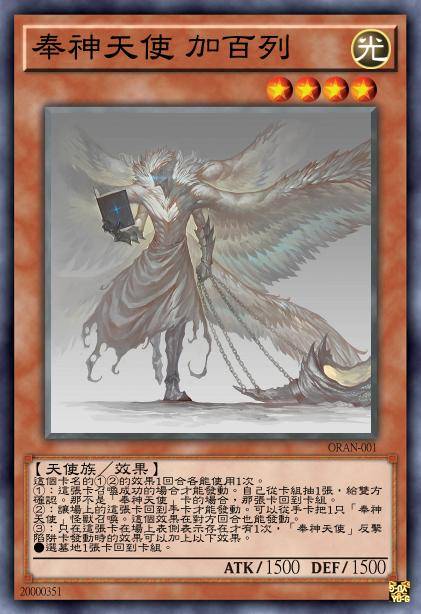 奉神天使 加百列
光
ORAN-001
【天使族／效果】
這個卡名的①②的效果1回合各能使用1次。
①：這張卡召喚成功的場合才能發動。自己從卡組抽1張，給雙方
確認。那不是「奉神天使」卡的場合，那張卡回到卡組。
②：讓場上的這張卡回到手卡才能發動。可以從手卡把1只「奉神
天使」怪獸召喚。這個效果在對方回合也能發動。
③：只在這張卡在場上表側表示存在才有1次，「奉神天使」反擊
陷阱卡發動時的效果可以加上以下效果。
●選墓地1張卡回到卡組。
ATK/1500 DEF/1500
20000351